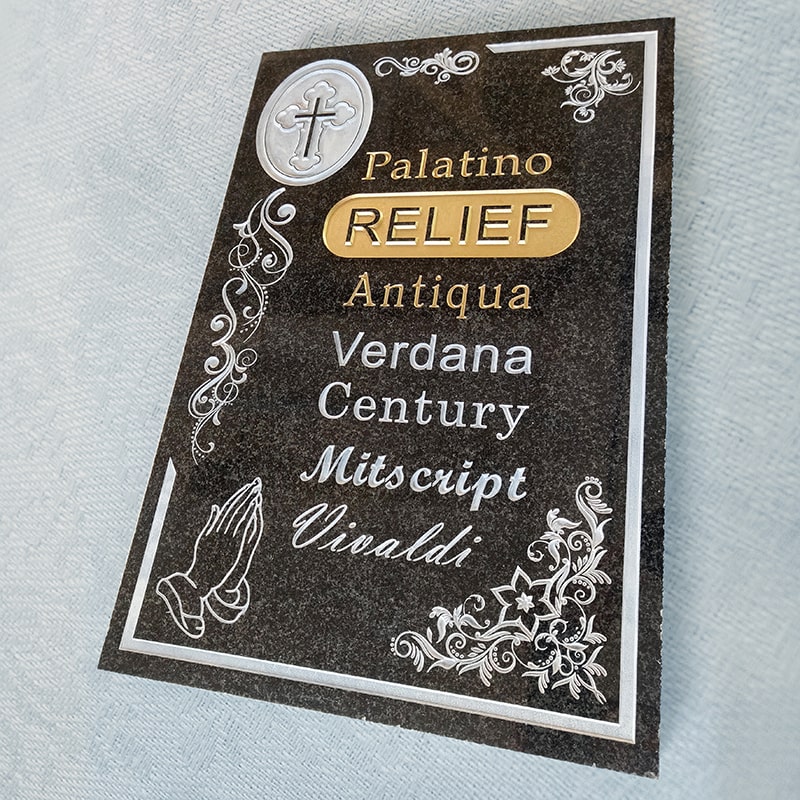 Palatino
RELIEF
Antiqua
Verdana
Century
Mitscript
Vivaldi